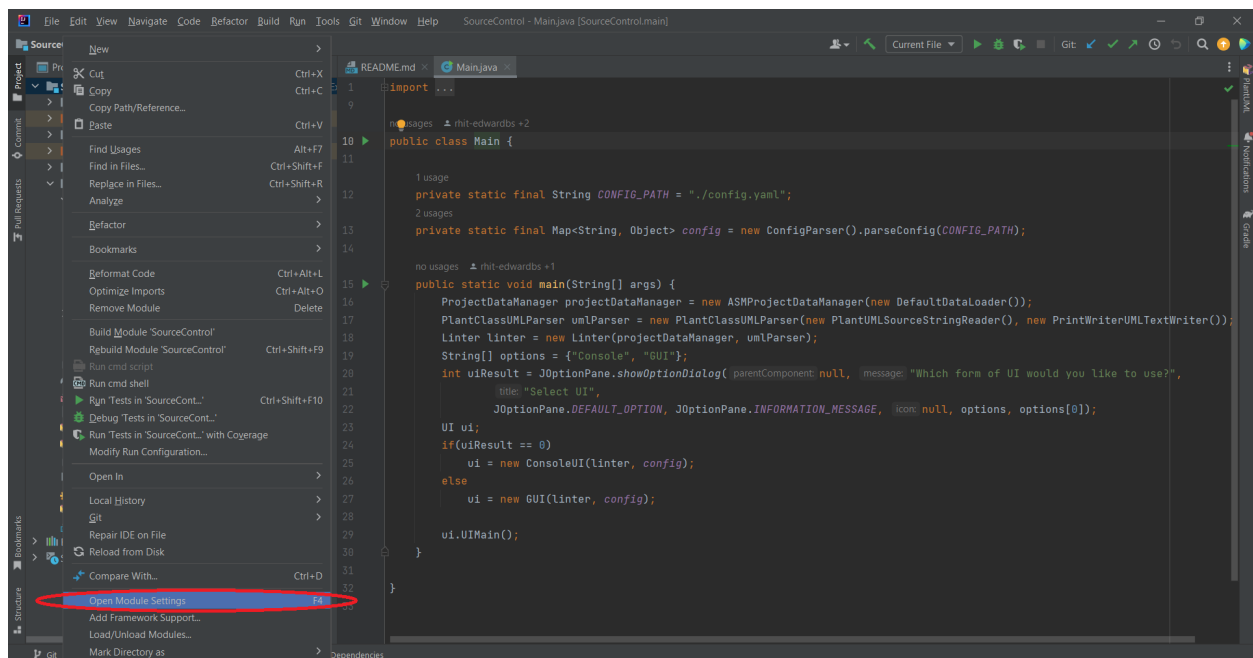 File Edit View Navigate Code Refactor Build Run Tools Git Window Help SourceControl - Main.java [SourceControl.main]
Current File Git:
README.md Main.java
New
Cut Ctrl+X
Copy Ctrl+C
Copy Path/Reference...
Paste Ctrl+V
Find Usages Alt+F7
Find in Files... Ctrl+Shift+F
Replace in Files... Ctrl+Shift+R
Analyze
Refactor
Bookmarks
Reformat Code Ctrl+Alt+L
Optimize Imports Ctrl+Alt+O
Remove Module Delete
Build Module 'SourceControl'
Rebuild Module 'SourceControl' Ctrl+Shift+F9
Run cmd script
Run cmd shell
Run 'Tests in 'SourceCont...' Ctrl+Shift+F10
Debug 'Tests in 'SourceCont...'
Run 'Tests in 'SourceCont...' with Coverage
Modify Run Configuration...
Open In
Local History
Git
Repair IDE on File
Reload from Disk
Compare With... Ctrl+D
Open Module Settings F4
Add Framework Support...
Load/Unload Modules...
Mark Directory as
1 import ...
9
usages rhit-edwardbs +2
10 public class Main {
11
1 usage
12 private static final String CONFIG_PATH = "./config.yaml";
2 usages
13 private static final Map<String, Object> config = new ConfigParser().parseConfig(CONFIG_PATH);
14
no usages rhit-edwardbs +1
15 public static void main(String[] args) {
16 ProjectDataManager projectDataManager = new ASMProjectDataManager(new DefaultDataLoader());
17 PlantClassUMLParser umlParser = new PlantClassUMLParser(new PlantUMLSourceStringReader(), new PrintWriterUMLTextWriter());
18 Linter linter = new Linter(projectDataManager, umlParser);
19 String[] options = {"Console", "GUI"};
20 int uiResult = JOptionPane.showOptionDialog( parentComponent: null, message: "Which form of UI would you like to use?",
21 title: "Select UI",
22 JOptionPane.DEFAULT_OPTION, JOptionPane.INFORMATION_MESSAGE, icon: null, options, options[0]);
23 UI ui;
24 if(uiResult == 0)
25 ui = new ConsoleUI(linter, config);
26 else
27 ui = new GUI(linter, config);
28
29 ui.UIMain();
30 }
31
32 }
Project
Commit
Pull Requests
Bookmarks
Structure
PlantUML
Notifications
Gradle
Git
Dependencies